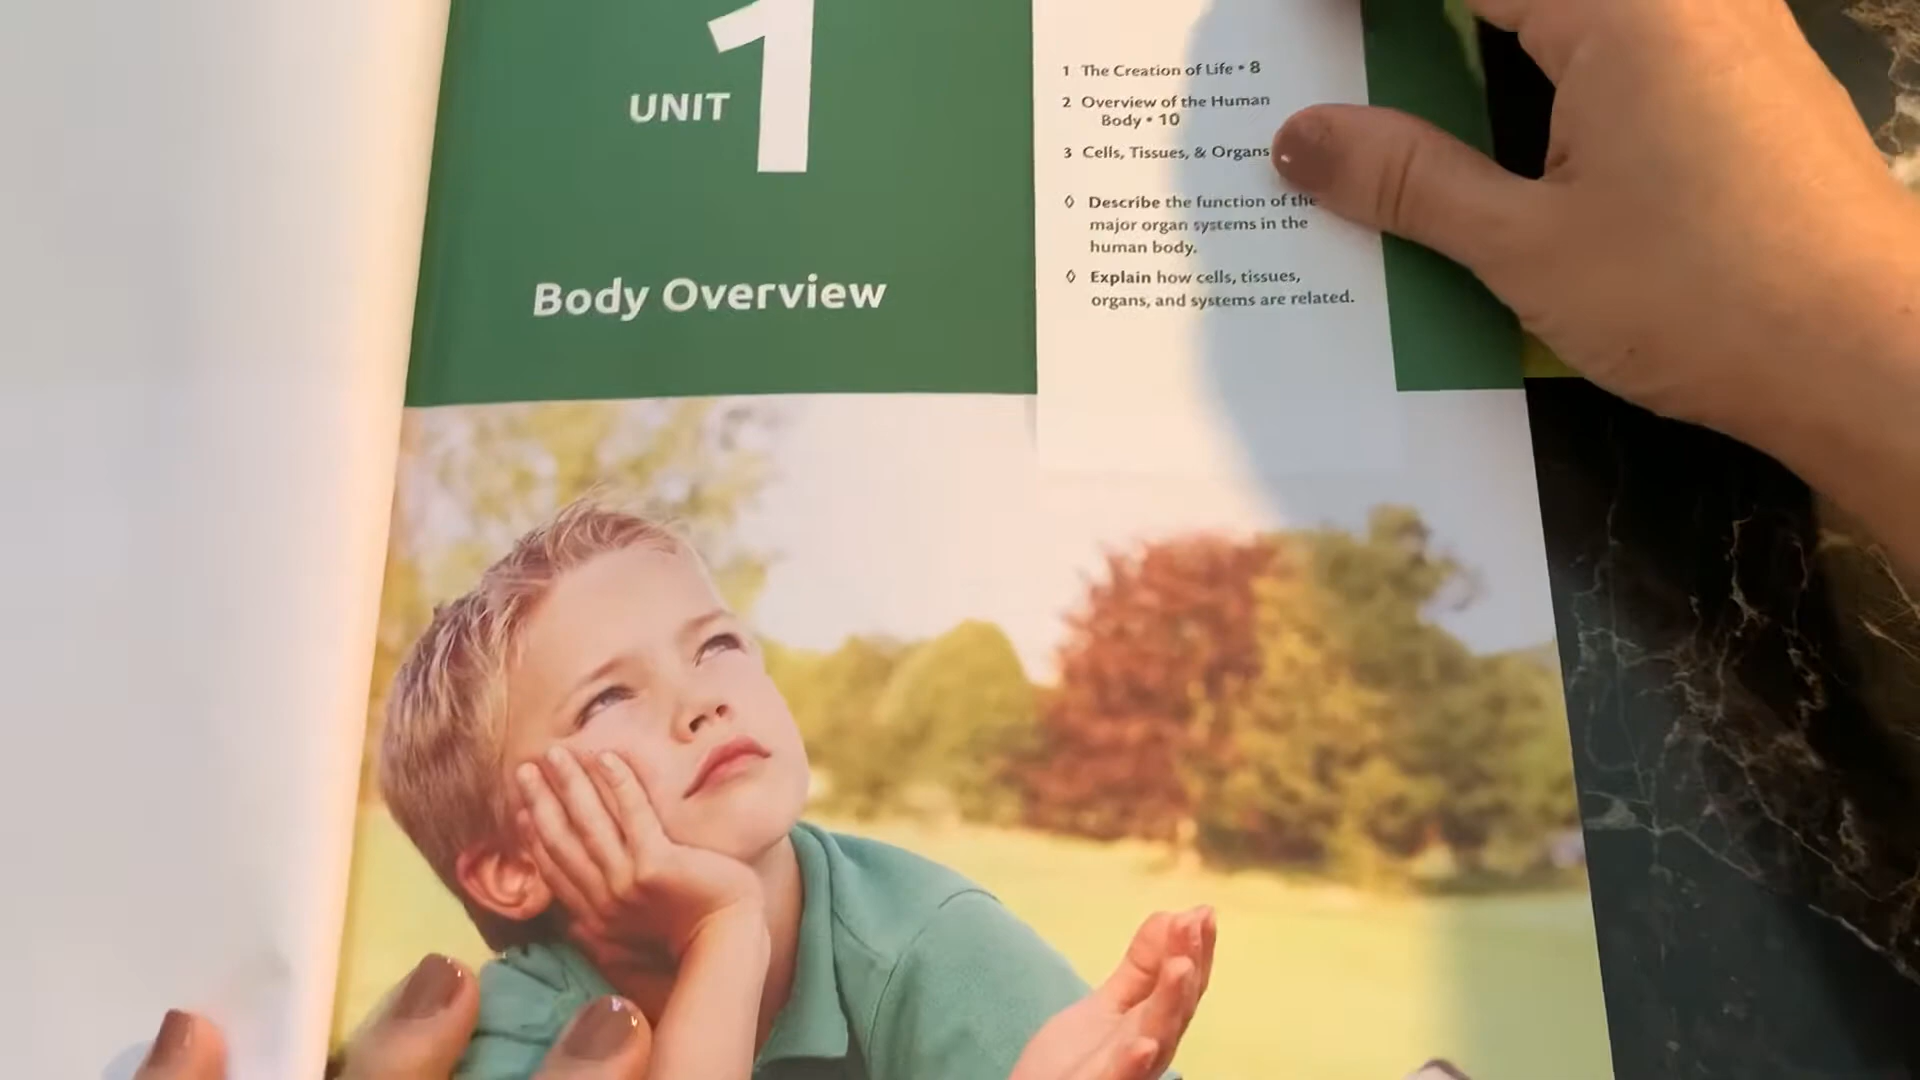 UNIT 1
Body Overview
1 The Creation of Life • 8
2 Overview of the Human
Body • 10
3 Cells, Tissues, & Organs
◊ Describe the function of the
major organ systems in the
human body.
◊ Explain how cells, tissues,
organs, and systems are related.